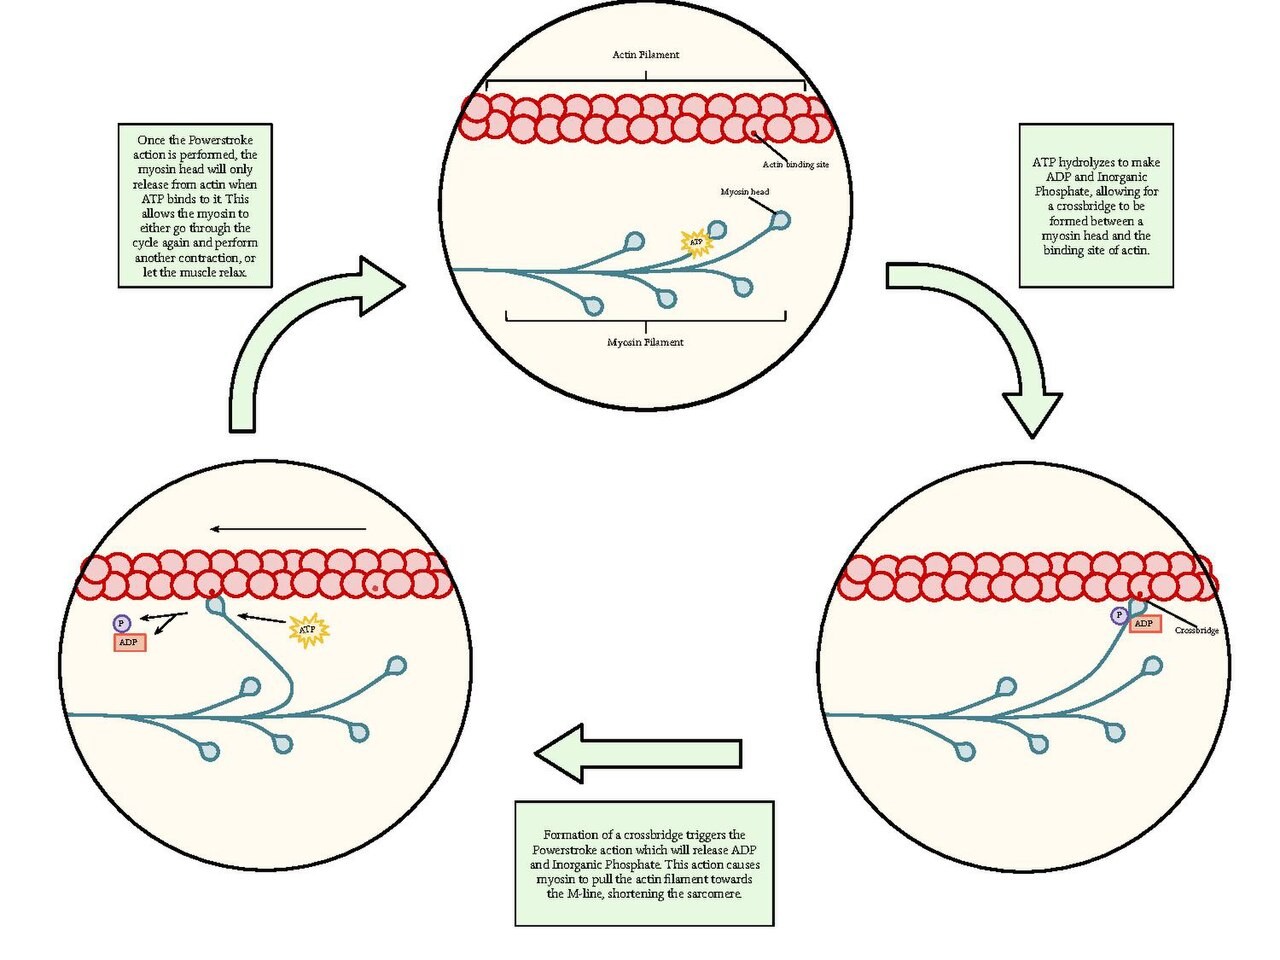 Actin Filament
Actin binding site
Myosin head
ATP
Myosin Filament
ATP hydrolyzes to make
ADP and Inorganic
Phosphate, allowing for
a crossbridge to be
formed between a
myosin head and the
binding site of actin.
P
ADP
Crossbridge
Formation of a crossbridge triggers the
Powerstroke action which will release ADP
and Inorganic Phosphate. This action causes
myosin to pull the actin filament towards
the M-line, shortening the sarcomere.
P
ADP
ATP
Once the Powerstroke
action is performed, the
myosin head will only
release from actin when
ATP binds to it. This
allows the myosin to
either go through the
cycle again and perform
another contraction, or
let the muscle relax.